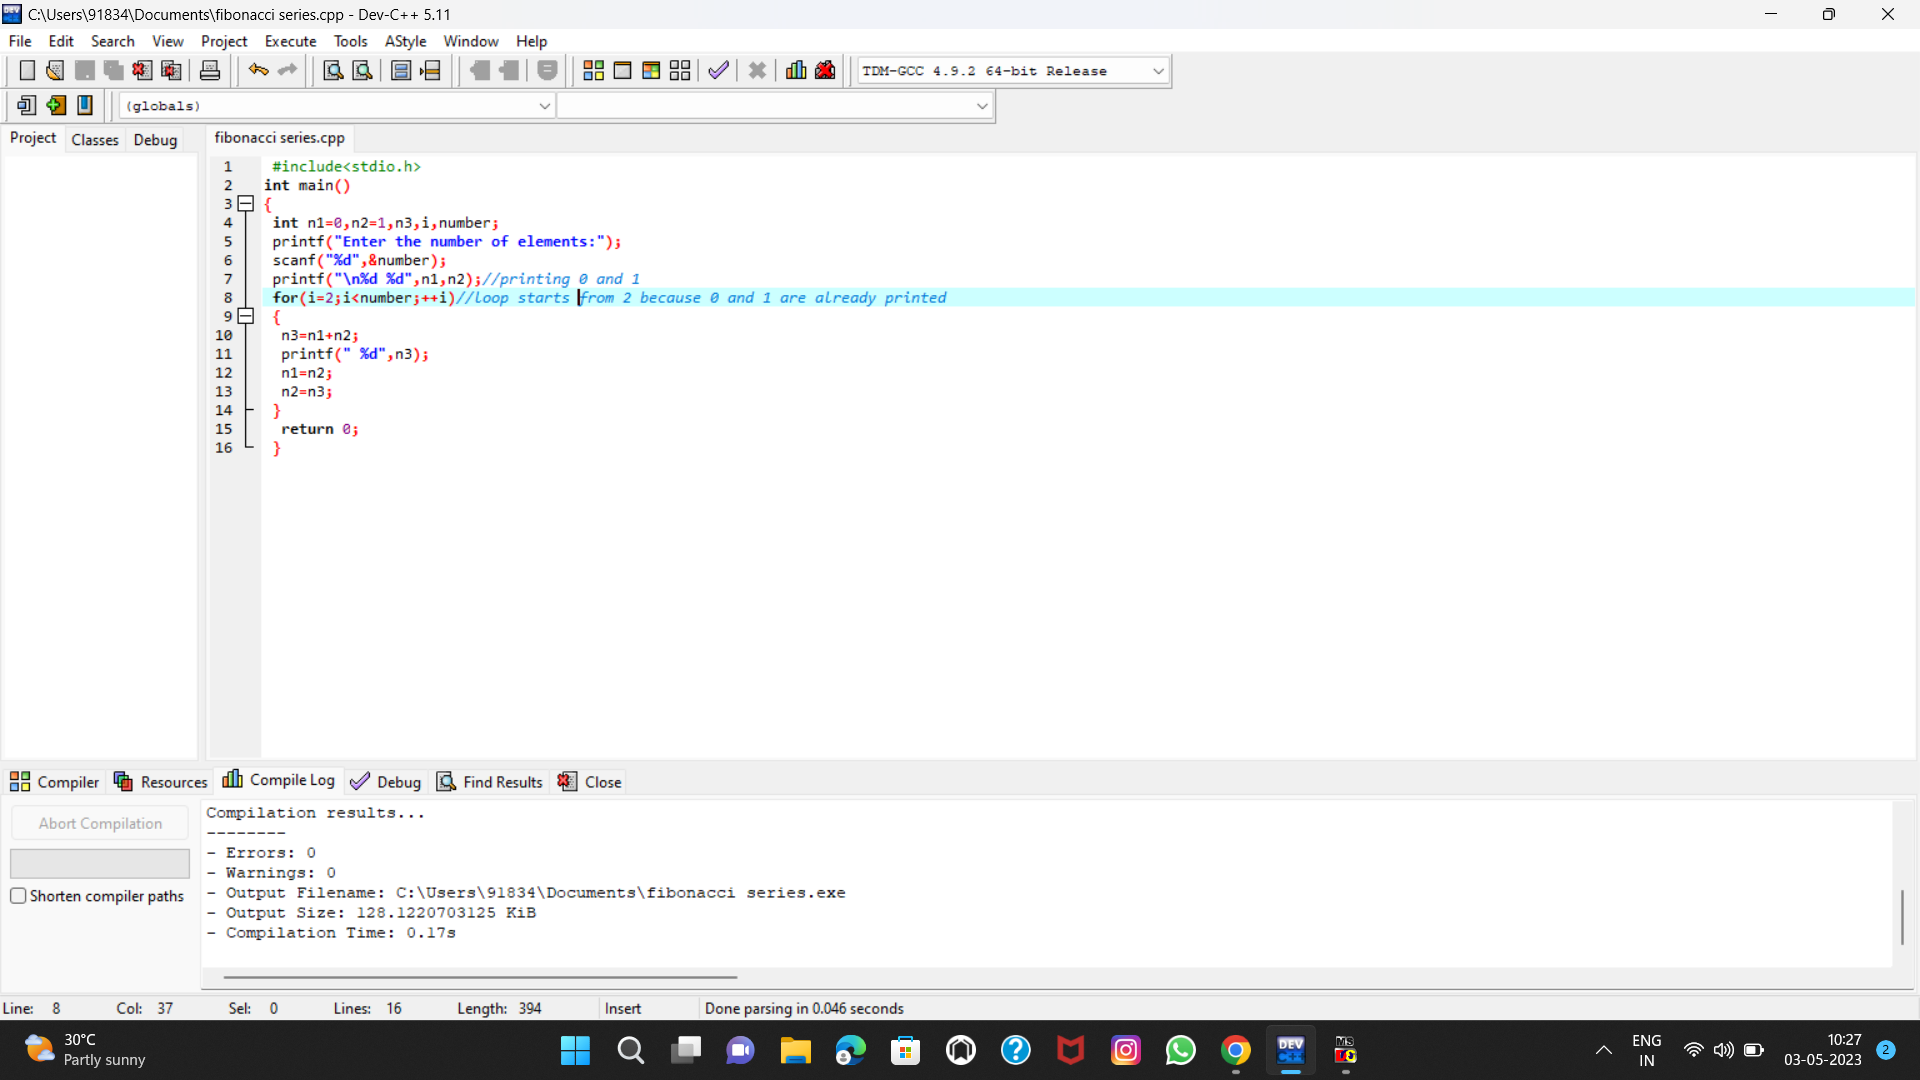 C:\Users\91834\Documents\fibonacci series.cpp - Dev-C++ 5.11
File Edit Search View Project Execute Tools AStyle Window Help
TDM-GCC 4.9.2 64-bit Release
(globals)
Project Classes Debug
fibonacci series.cpp
1 #include<stdio.h>
2 int main()
3 {
4 int n1=0,n2=1,n3,i,number;
5 printf("Enter the number of elements:");
6 scanf("%d",&number);
7 printf("\n%d %d",n1,n2);//printing 0 and 1
8 for(i=2;i<number;++i)//loop starts from 2 because 0 and 1 are already printed
9 {
10 n3=n1+n2;
11 printf(" %d",n3);
12 n1=n2;
13 n2=n3;
14 }
15 return 0;
16 }
Compiler Resources Compile Log Debug Find Results Close
Abort Compilation
Shorten compiler paths
Compilation results...
--------
- Errors: 0
- Warnings: 0
- Output Filename: C:\Users\91834\Documents\fibonacci series.exe
- Output Size: 128.1220703125 KiB
- Compilation Time: 0.17s
Line: 8 Col: 37 Sel: 0 Lines: 16 Length: 394 Insert Done parsing in 0.046 seconds
30°C
Partly sunny
DEV
C++
MS
ENG
IN
10:27
03-05-2023
2